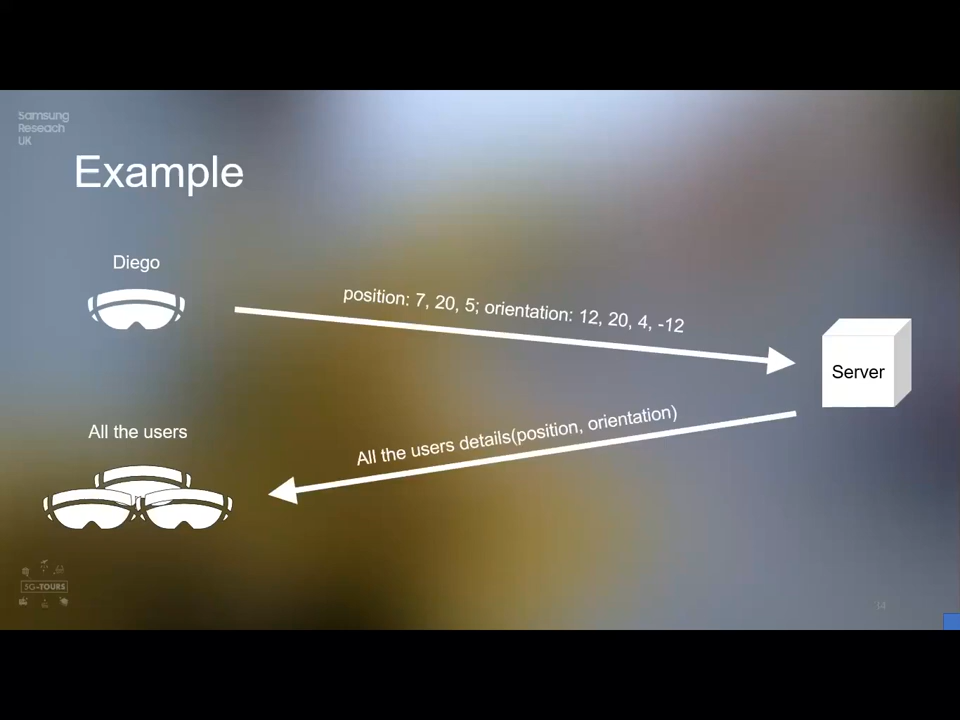 Samsung
Reseach
UK
Example
Diego
position: 7, 20, 5; orientation: 12, 20, 4, -12
Server
All the users
All the users details(position, orientation)
5G-TOURS
34